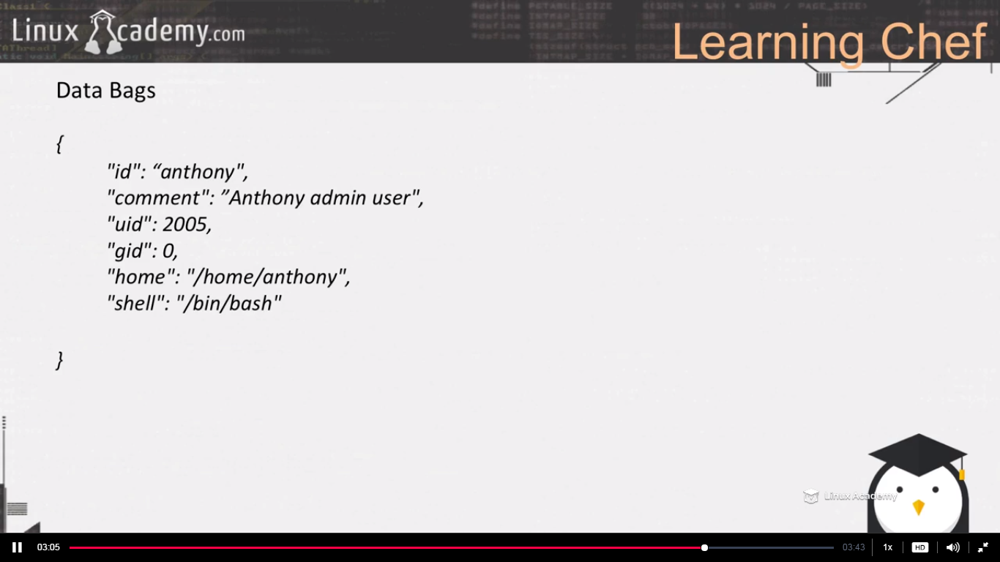 Linux Academy.com
Learning Chef
Data Bags
{
"id": “anthony",
"comment": ”Anthony admin user",
"uid": 2005,
"gid": 0,
"home": "/home/anthony",
"shell": "/bin/bash"
}
Linux Academy
03:05
03:43
1x
HD